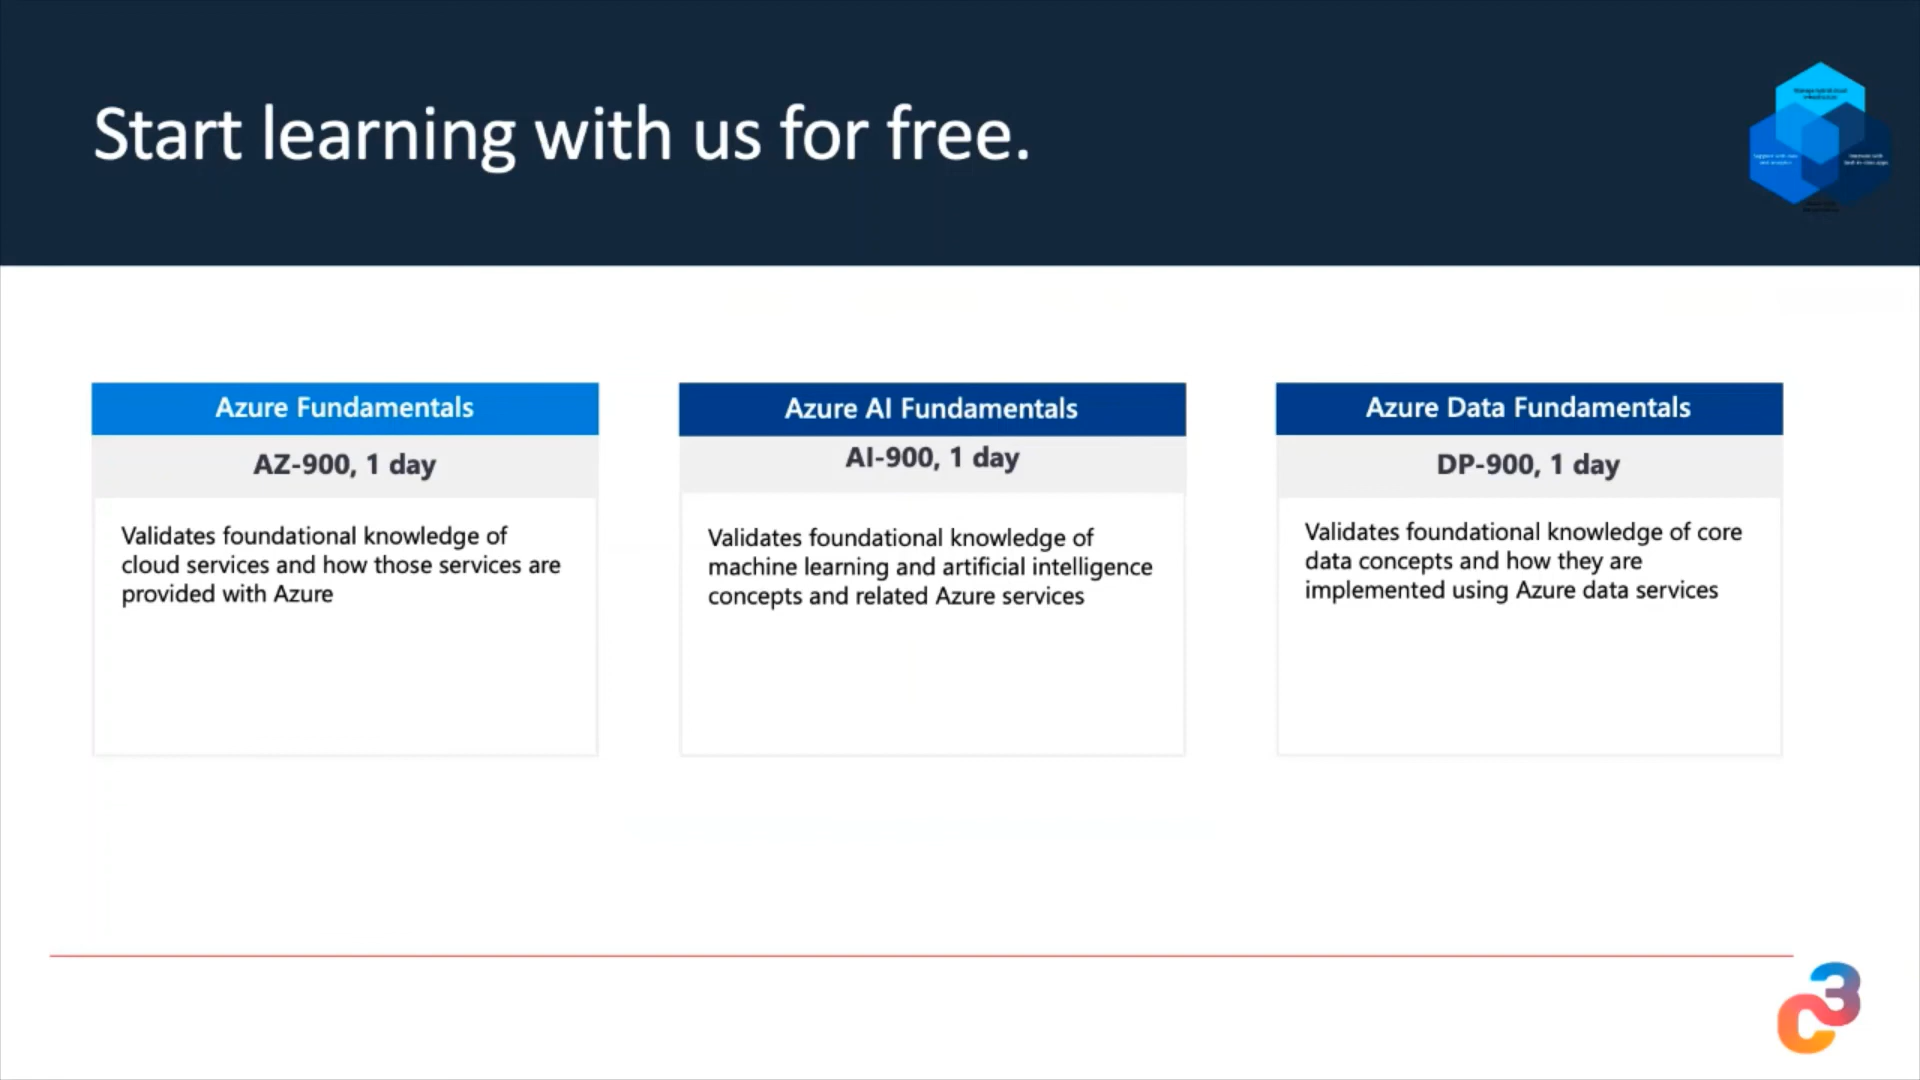 Start learning with us for free.
Azure Fundamentals
AZ-900, 1 day
Validates foundational knowledge of
cloud services and how those services are
provided with Azure
Azure AI Fundamentals
AI-900, 1 day
Validates foundational knowledge of
machine learning and artificial intelligence
concepts and related Azure services
Azure Data Fundamentals
DP-900, 1 day
Validates foundational knowledge of core
data concepts and how they are
implemented using Azure data services
c3